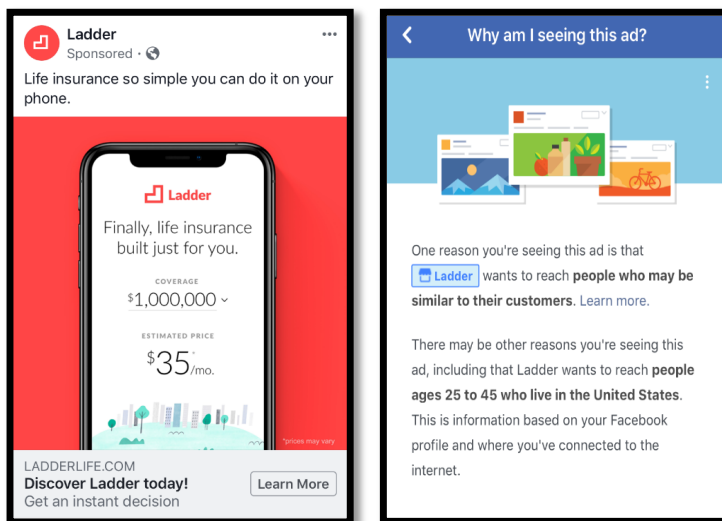 Ladder
Sponsored ·
Life insurance so simple you can do it on your
phone.
Ladder
Finally, life insurance
built just for you.
COVERAGE
$1,000,000
ESTIMATED PRICE
$35*/mo.
*prices may vary
LADDERLIFE.COM
Discover Ladder today!
Get an instant decision
Learn More
Why am I seeing this ad?
One reason you're seeing this ad is that
Ladder wants to reach people who may be
similar to their customers. Learn more.
There may be other reasons you're seeing this
ad, including that Ladder wants to reach people
ages 25 to 45 who live in the United States.
This is information based on your Facebook
profile and where you've connected to the
internet.